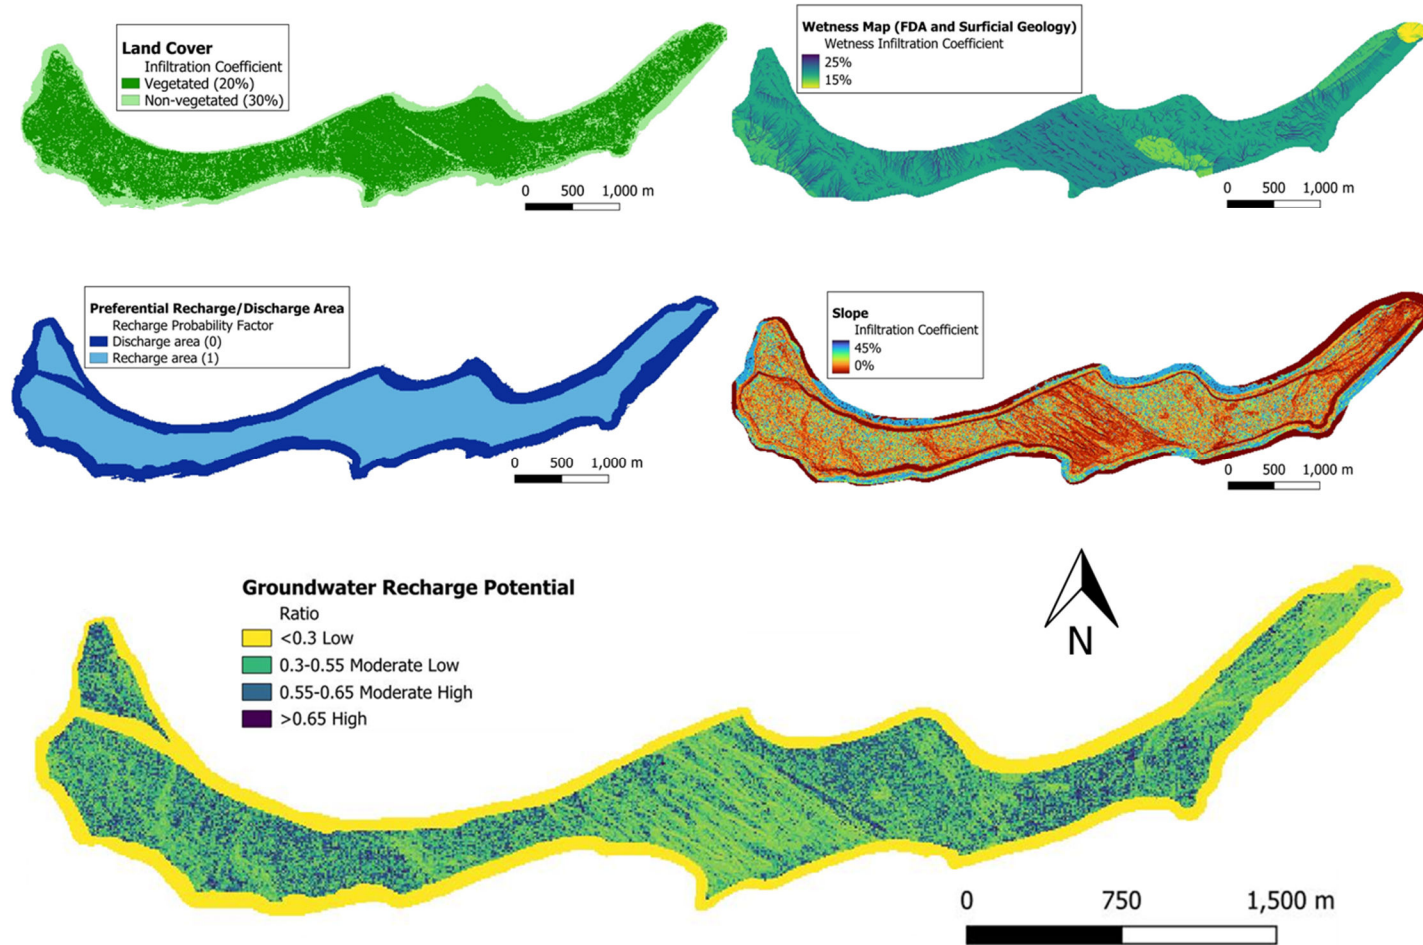 Land Cover
Infiltration Coefficient
Vegetated (20%)
Non-vegetated (30%)
0 500 1,000 m
Wetness Map (FDA and Surficial Geology)
Wetness Infiltration Coefficient
25%
15%
0 500 1,000 m
Preferential Recharge/Discharge Area
Recharge Probability Factor
Discharge area (0)
Recharge area (1)
0 500 1,000 m
Slope
Infiltration Coefficient
45%
0%
0 500 1,000 m
Groundwater Recharge Potential
Ratio
<0.3 Low
0.3-0.55 Moderate Low
0.55-0.65 Moderate High
>0.65 High
N
0 750 1,500 m